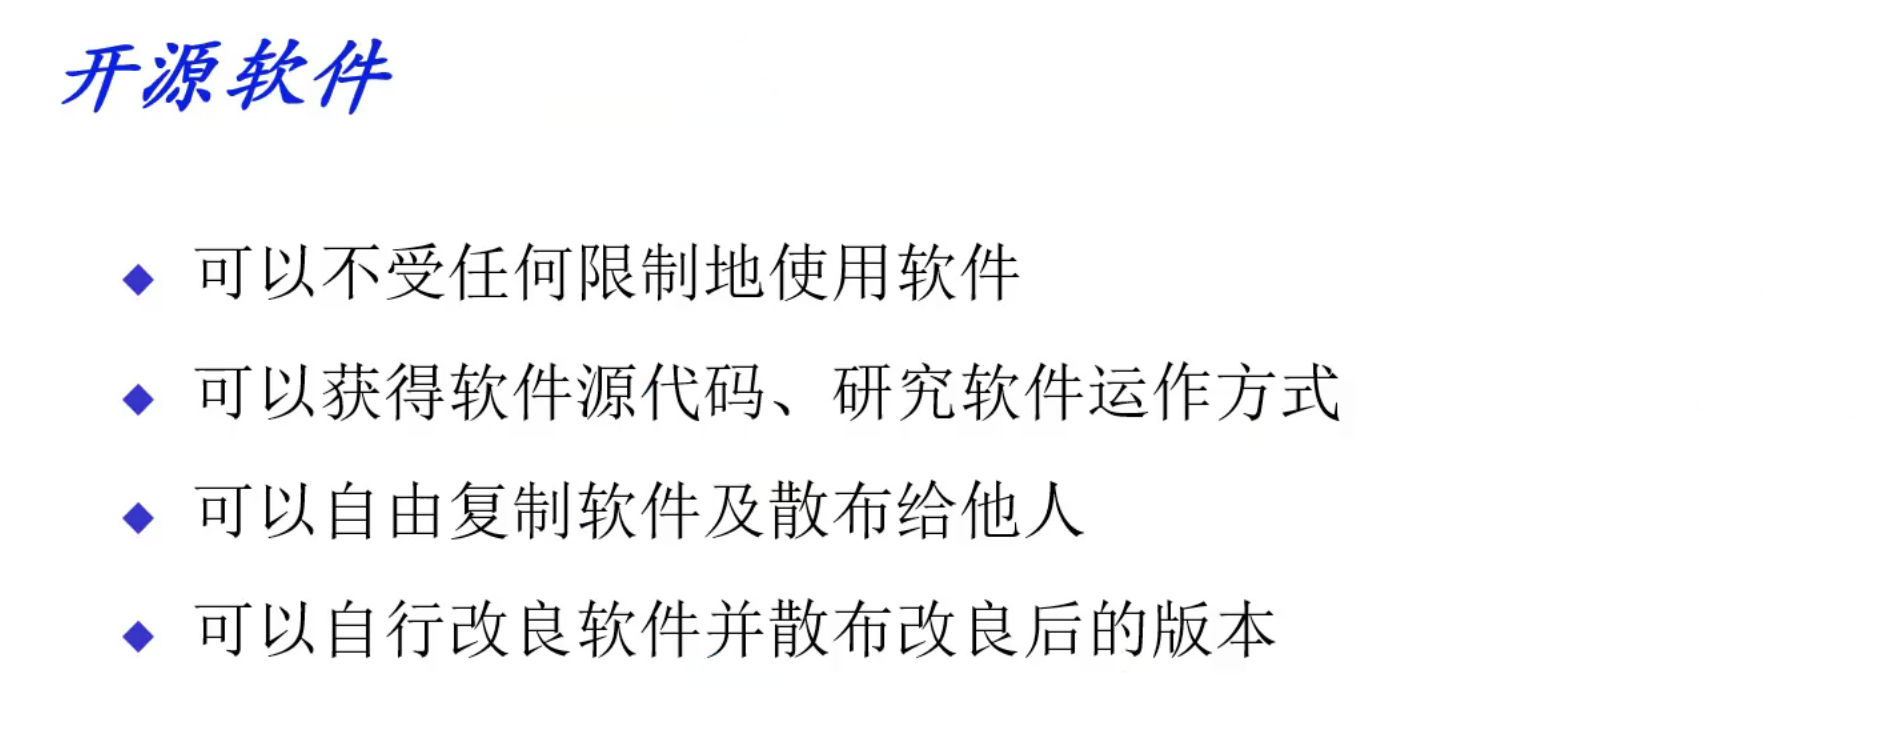 开源软件
可以不受任何限制地使用软件
可以获得软件源代码、研究软件运作方式
可以自由复制软件及散布给他人
可以自行改良软件并散布改良后的版本